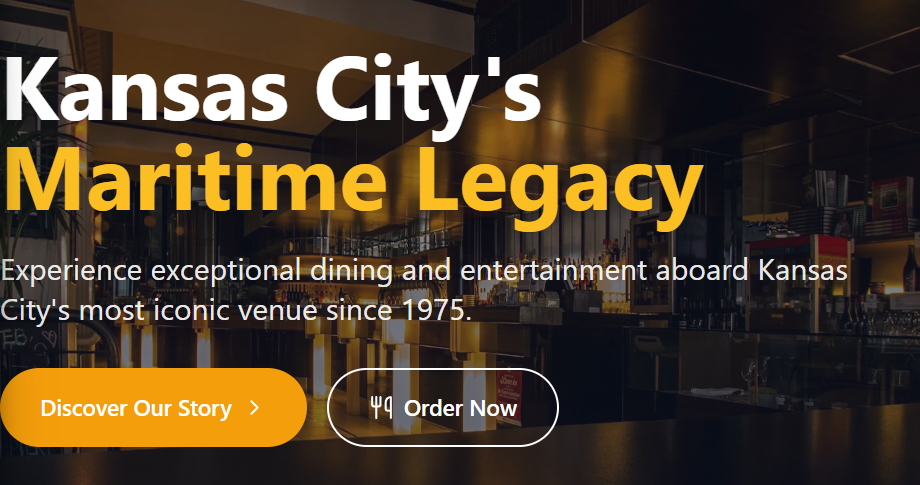 Kansas City's
Maritime Legacy
Experience exceptional dining and entertainment aboard Kansas
City's most iconic venue since 1975.
Discover Our Story
Order Now